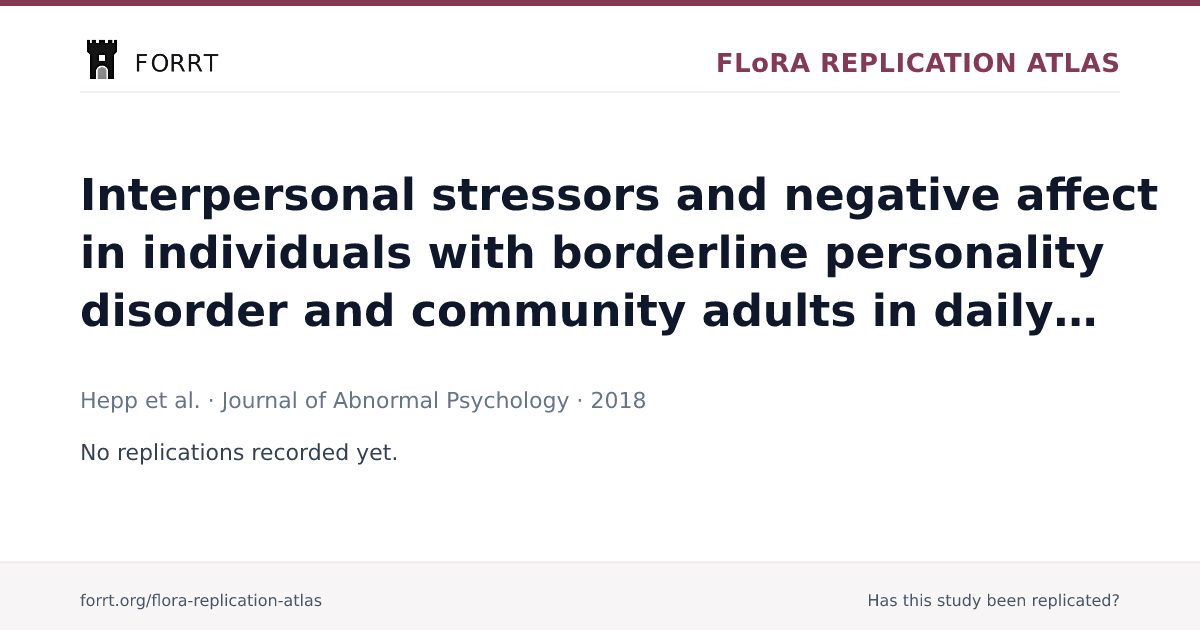 FORRT
FLoRA REPLICATION ATLAS
Interpersonal stressors and negative affect
in individuals with borderline personality
disorder and community adults in daily…
Hepp et al. · Journal of Abnormal Psychology · 2018
No replications recorded yet.
forrt.org/flora-replication-atlas
Has this study been replicated?